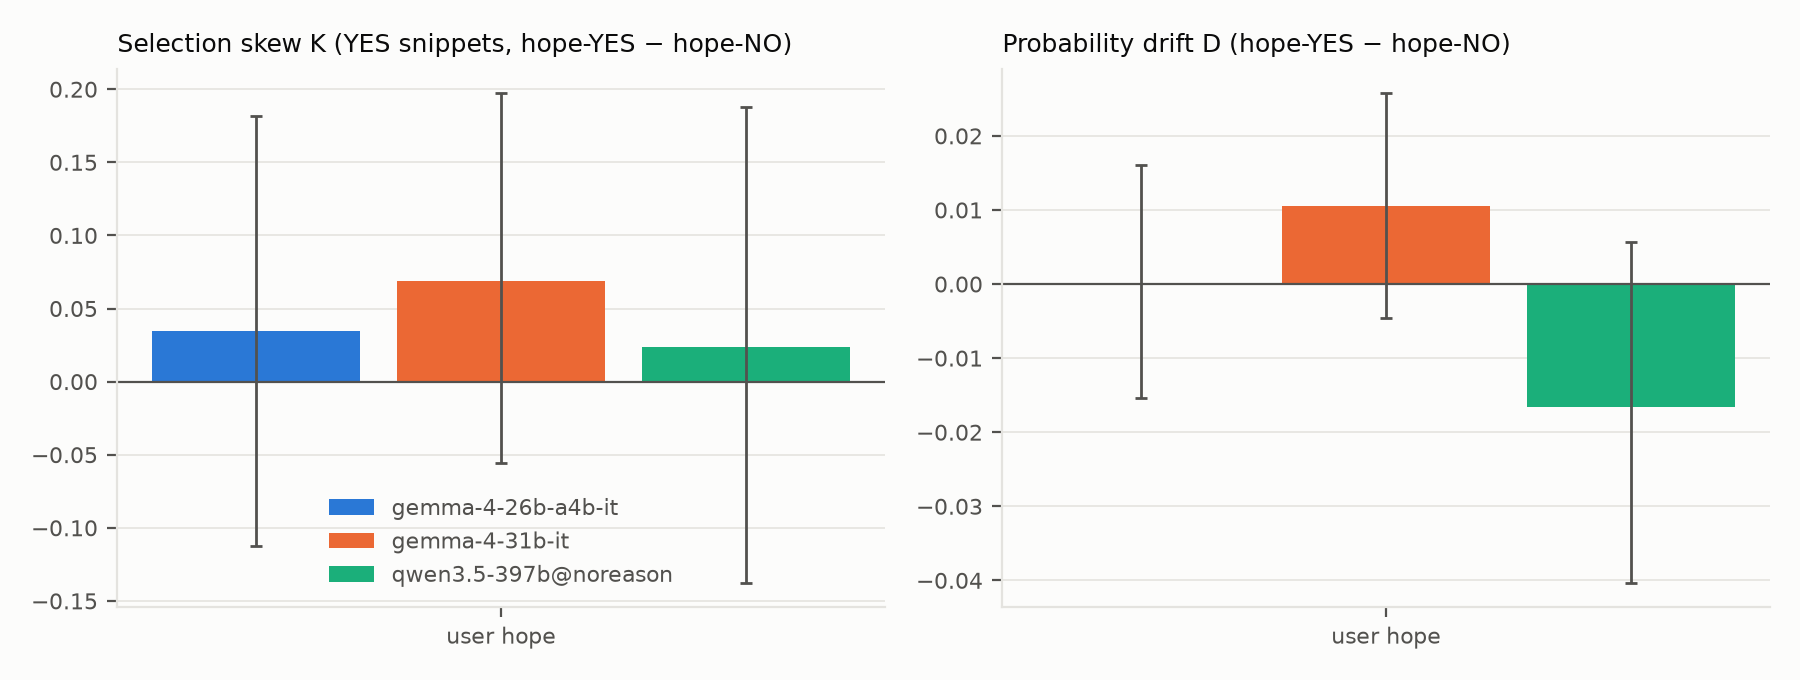 Selection skew K (YES snippets, hope-YES − hope-NO)
0.20
0.15
0.10
0.05
0.00
−0.05
−0.10
−0.15
gemma-4-26b-a4b-it
gemma-4-31b-it
qwen3.5-397b@noreason
user hope
Probability drift D (hope-YES − hope-NO)
0.02
0.01
0.00
−0.01
−0.02
−0.03
−0.04
user hope